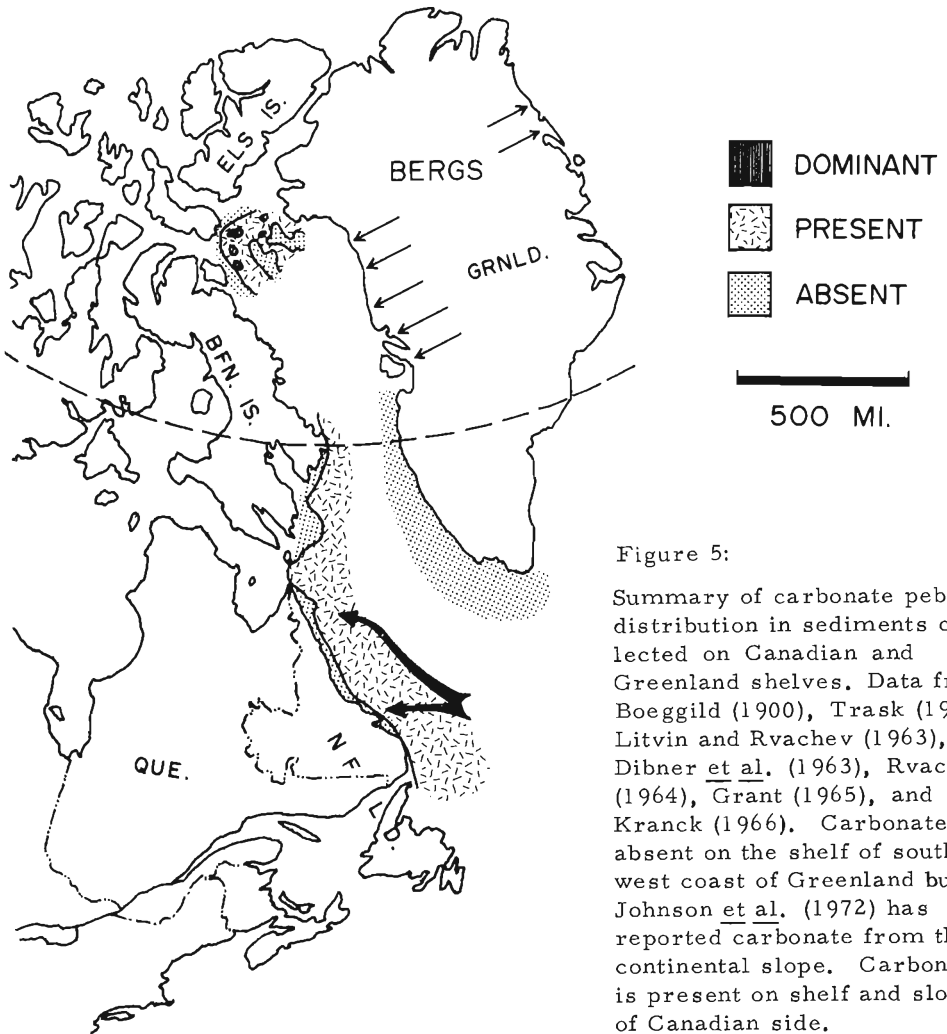 ELS IS.
BERGS
GRNLD.
BFN. IS.
QUE.
NF
L
DOMINANT
PRESENT
ABSENT
500 MI.
Figure 5:
Summary of carbonate peb
distribution in sediments c
lected on Canadian and
Greenland shelves. Data fr
Boeggild (1900), Trask (19
Litvin and Rvachev (1963),
Dibner et al. (1963), Rvac
(1964), Grant (1965), and
Kranck (1966). Carbonate
absent on the shelf of south
west coast of Greenland bu
Johnson et al. (1972) has
reported carbonate from th
continental slope. Carbon
is present on shelf and slo
of Canadian side.